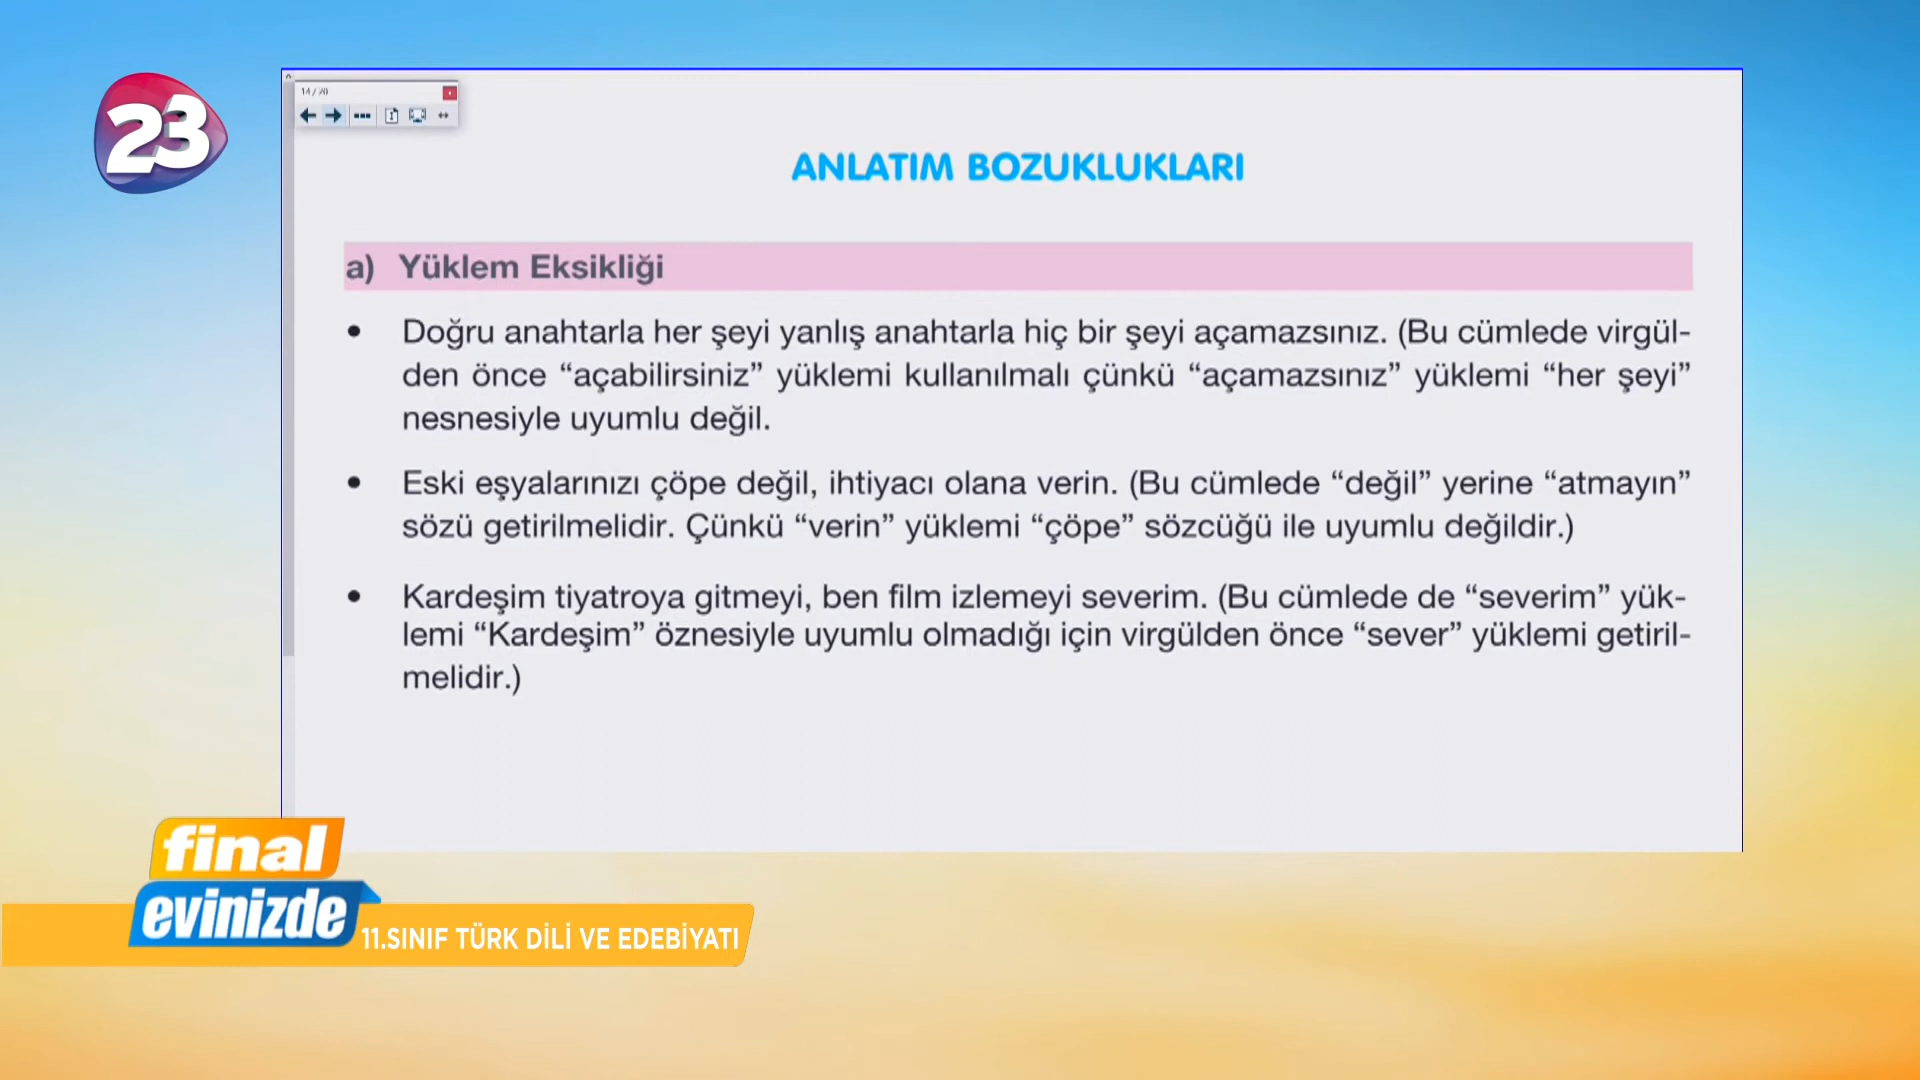 23
14 / 20
ANLATIM BOZUKLUKLARI
a) Yüklem Eksikliği
• Doğru anahtarla her şeyi yanlış anahtarla hiç bir şeyi açamazsınız. (Bu cümlede virgül-
den önce “açabilirsiniz” yüklemi kullanılmalı çünkü “açamazsınız” yüklemi “her şeyi”
nesnesiyle uyumlu değil.
• Eski eşyalarınızı çöpe değil, ihtiyacı olana verin. (Bu cümlede “değil” yerine “atmayın”
sözü getirilmelidir. Çünkü “verin” yüklemi “çöpe” sözcüğü ile uyumlu değildir.)
• Kardeşim tiyatroya gitmeyi, ben film izlemeyi severim. (Bu cümlede de “severim” yük-
lemi “Kardeşim” öznesiyle uyumlu olmadığı için virgülden önce “sever” yüklemi getiril-
melidir.)
final
evinizde
11.SINIF TÜRK DİLİ VE EDEBİYATI